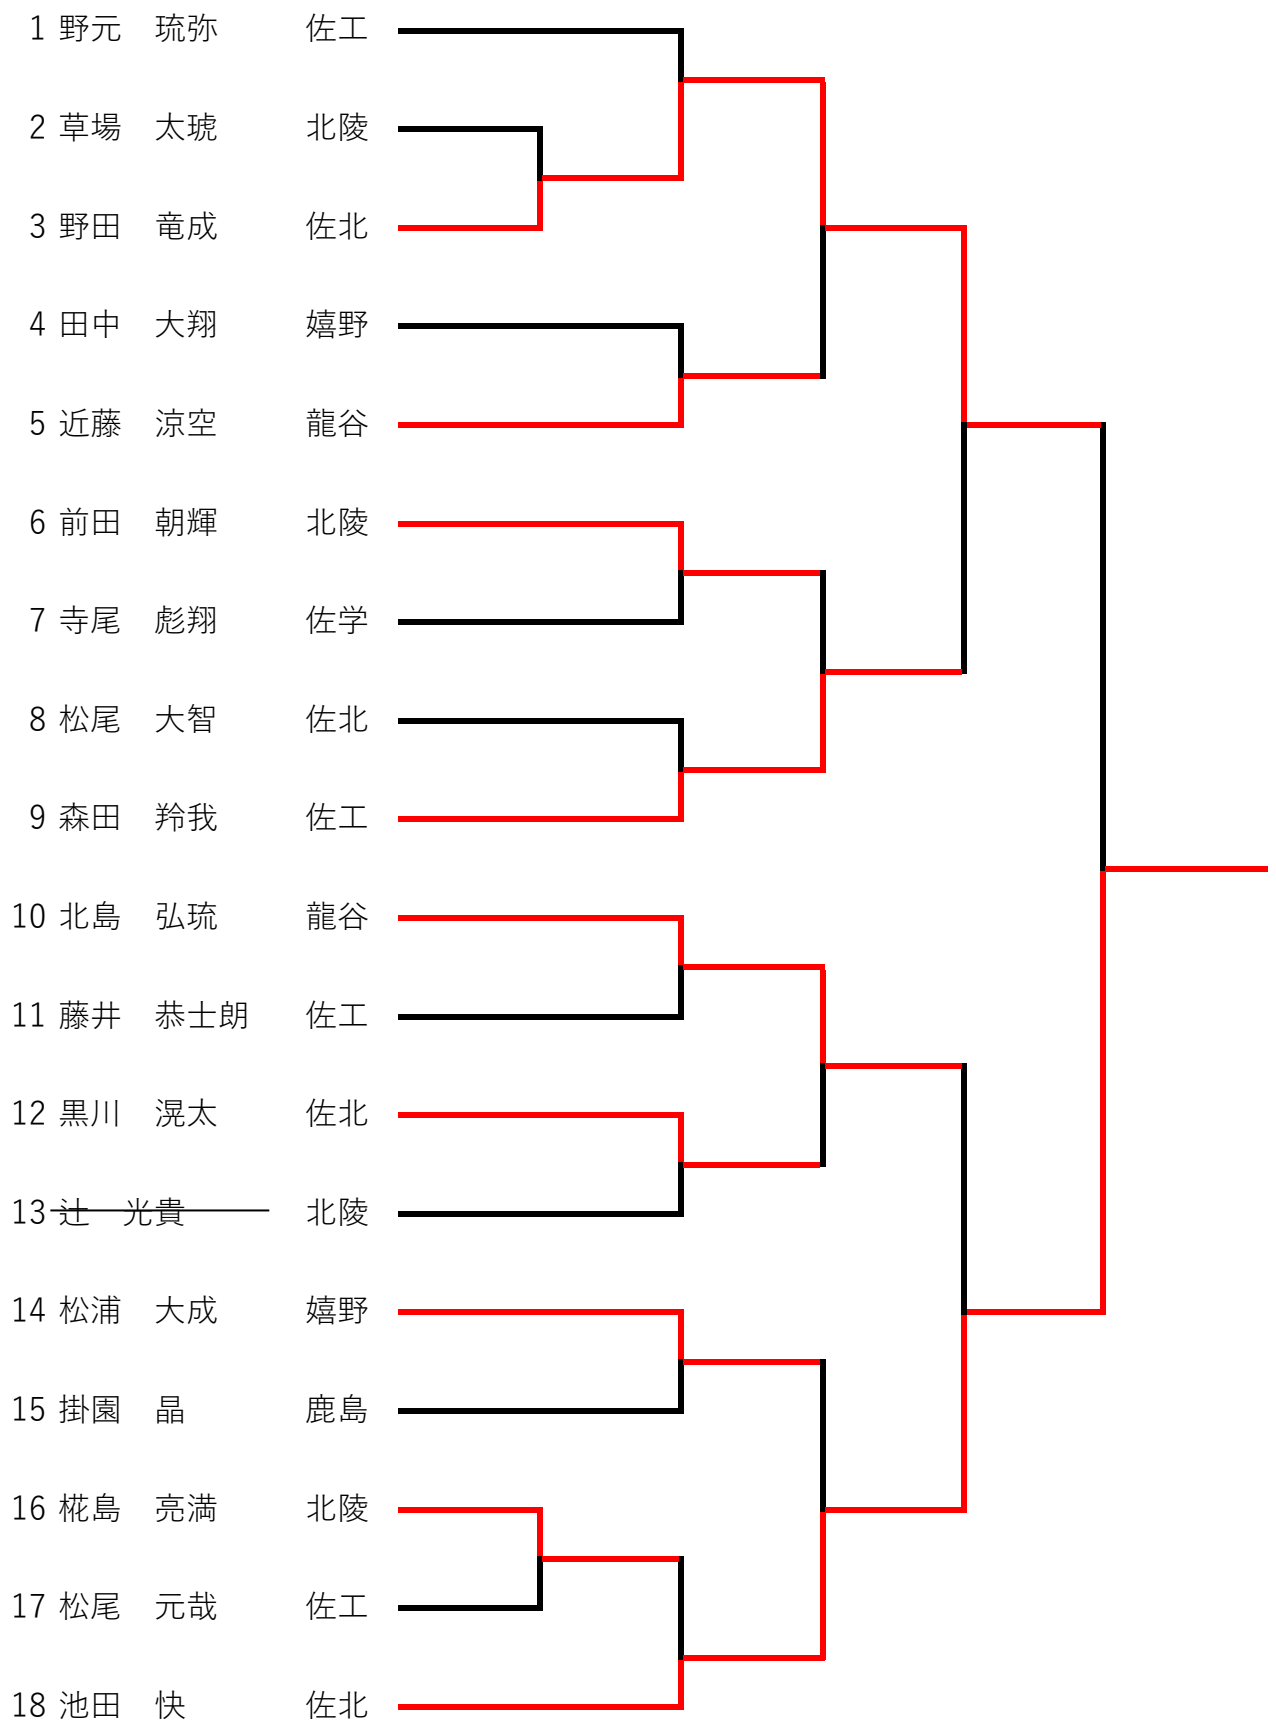 1 野元　琉弥 佐工
2 草場　太琥 北陵
3 野田　竜成 佐北
4 田中　大翔 嬉野
5 近藤　涼空 龍谷
6 前田　朝輝 北陵
7 寺尾　彪翔 佐学
8 松尾　大智 佐北
9 森田　羚我 佐工
10 北島　弘琉 龍谷
11 藤井　恭士朗 佐工
12 黒川　滉太 佐北
13 辻　光貴 北陵
14 松浦　大成 嬉野
15 掛園　晶 鹿島
16 椛島　亮満 北陵
17 松尾　元哉 佐工
18 池田　快 佐北